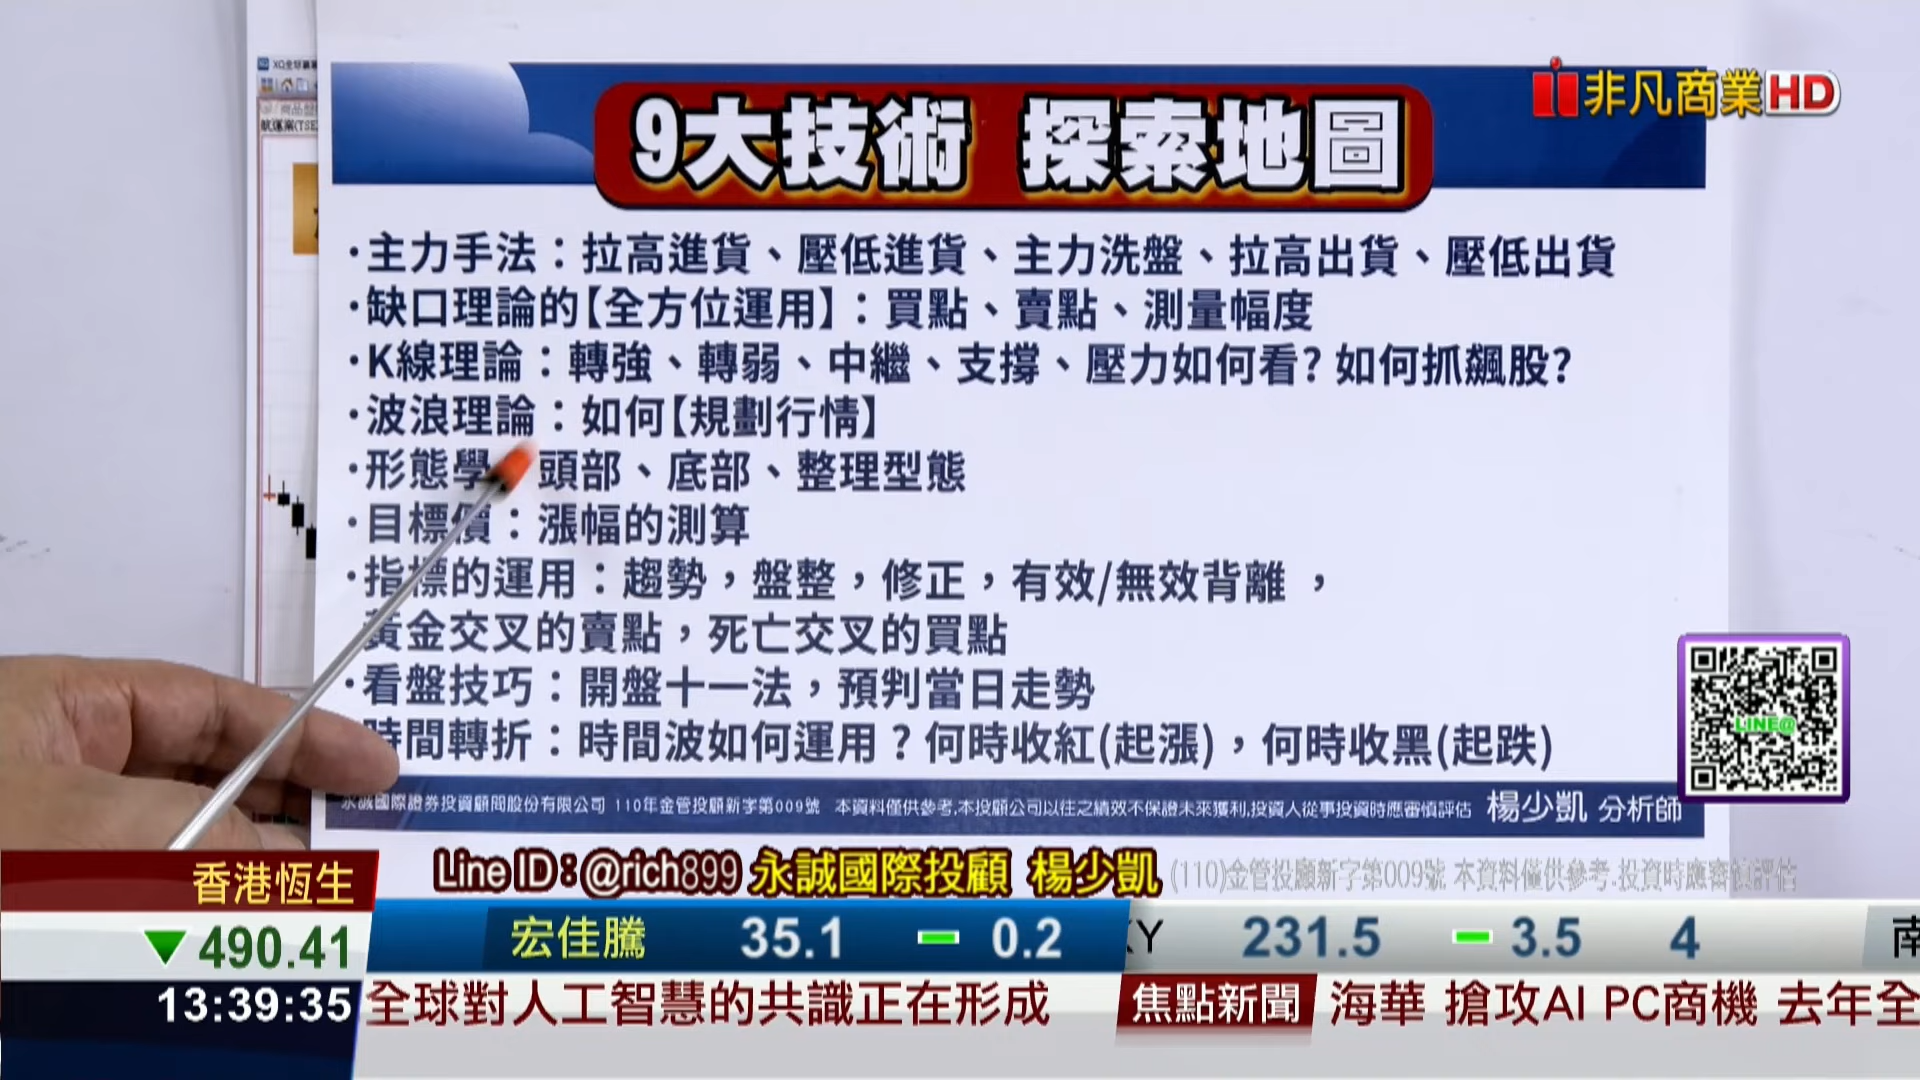 XQ全球贏家
非凡商業HD
9大技術 探索地圖
·主力手法：拉高進貨、壓低進貨、主力洗盤、拉高出貨、壓低出貨
·缺口理論的【全方位運用】：買點、賣點、測量幅度
·K線理論：轉強、轉弱、中繼、支撐、壓力如何看? 如何抓飆股?
·波浪理論：如何【規劃行情】
·形態學 頭部、底部、整理型態
·目標價：漲幅的測算
·指標的運用：趨勢，盤整，修正，有效/無效背離 ，
黃金交叉的賣點，死亡交叉的買點
·看盤技巧：開盤十一法，預判當日走勢
時間轉折：時間波如何運用？何時收紅(起漲)，何時收黑(起跌)
LINE@
永誠國際證券投資顧問股份有限公司 110年金管投顧新字第009號 本資料僅供參考,本投顧公司以往之績效不保證未來獲利,投資人從事投資時應審慎評估 楊少凱 分析師
Line ID：@rich899 永誠國際投顧 楊少凱 (110)金管投顧新字第009號 本資料僅供參考.投資時應審慎評估
香港恆生
▼490.41
宏佳騰 35.1 － 0.2 KY 231.5 － 3.5 4 南
13:39:35
全球對人工智慧的共識正在形成 焦點新聞 海華 搶攻AI PC商機 去年全